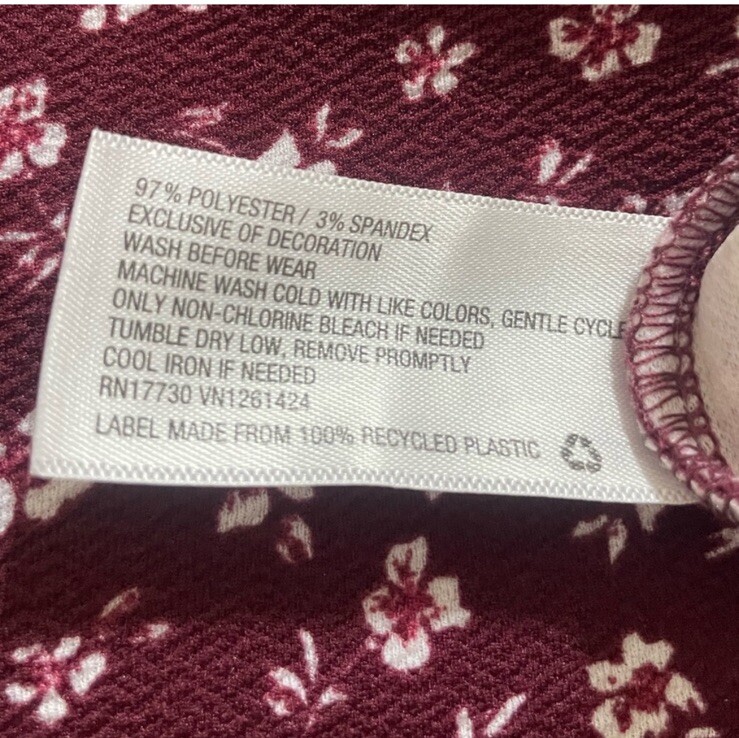 97% POLYESTER / 3% SPANDEX
EXCLUSIVE OF DECORATION
WASH BEFORE WEAR
MACHINE WASH COLD WITH LIKE COLORS, GENTLE CYCLE
ONLY NON-CHLORINE BLEACH IF NEEDED
TUMBLE DRY LOW, REMOVE PROMPTLY
COOL IRON IF NEEDED
RN17730 VN1261424
LABEL MADE FROM 100% RECYCLED PLASTIC